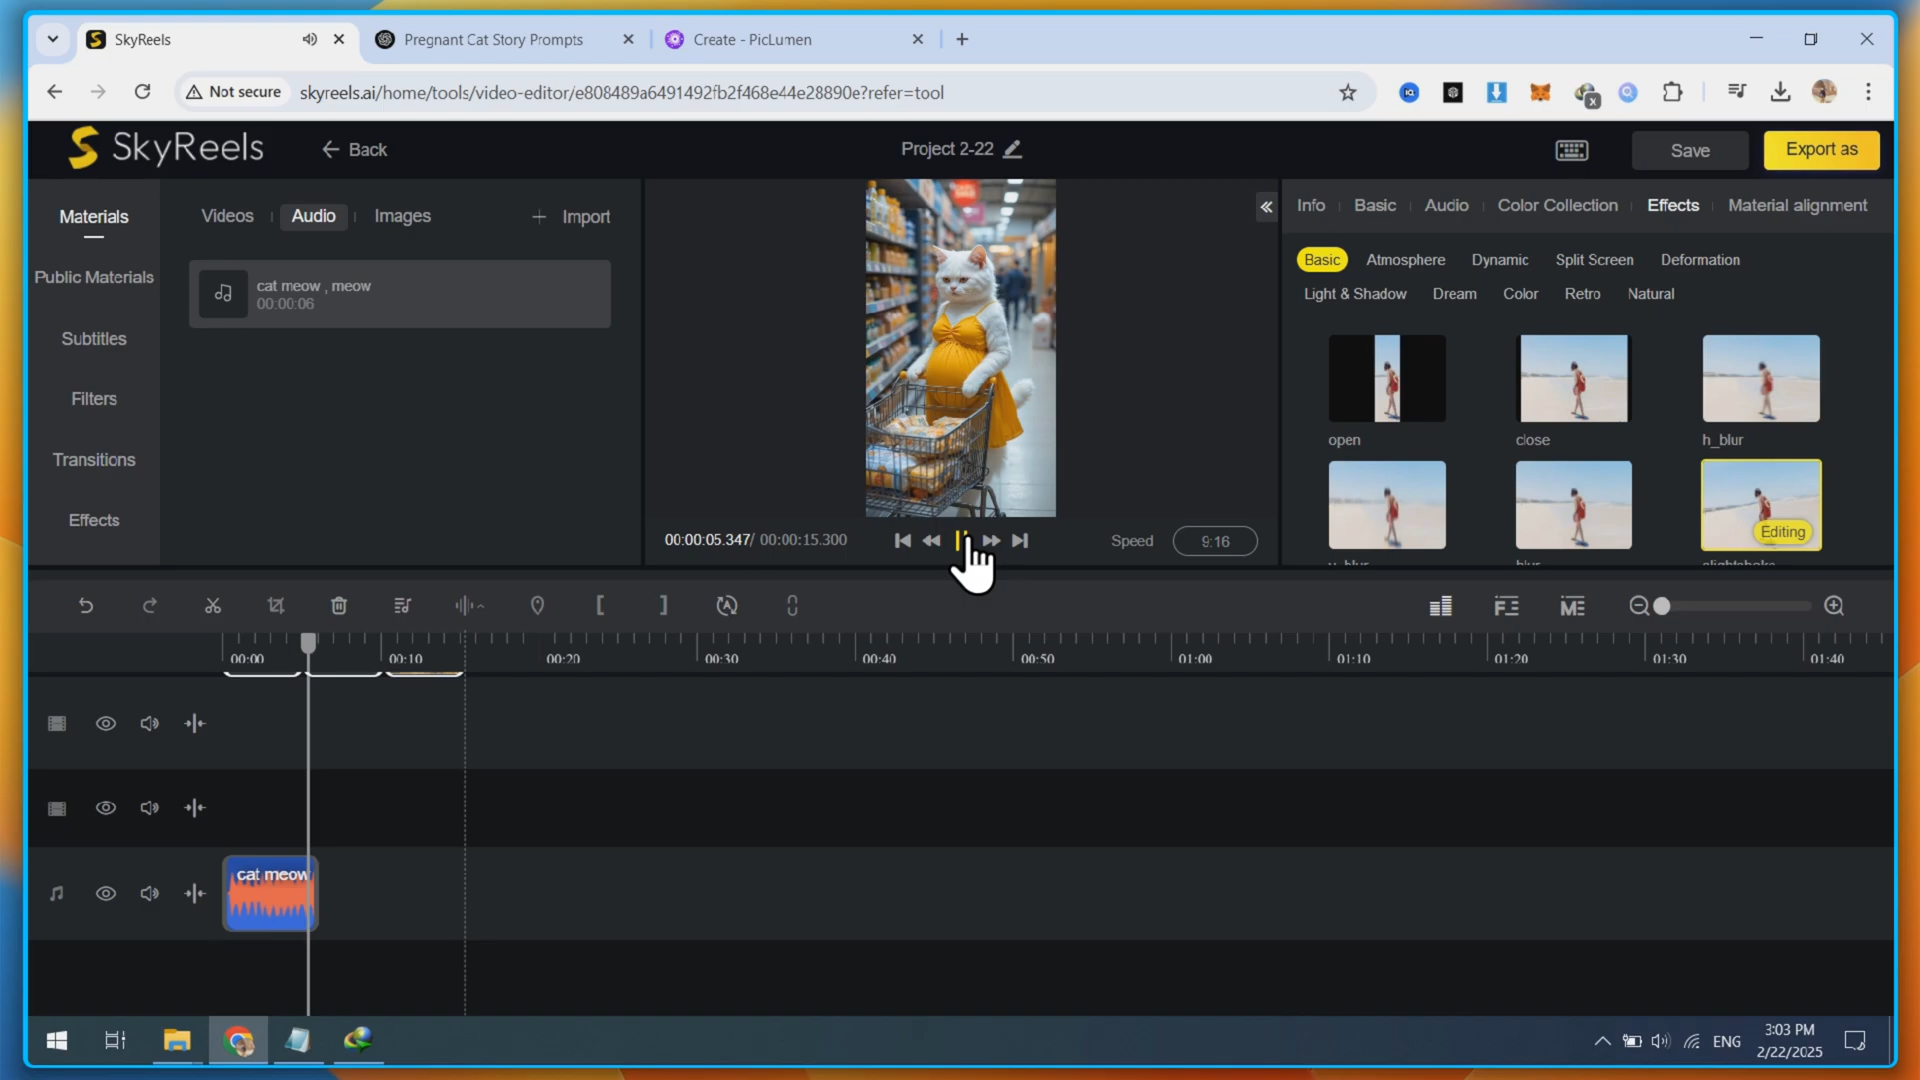 SkyReels
Pregnant Cat Story Prompts
Create - PicLumen
Not secure
skyreels.ai/home/tools/video-editor/e808489a6491492fb2f468e44e28890e?refer=tool
SkyReels
Back
Project 2-22
Save
Export as
Materials
Videos
Audio
Images
Import
Public Materials
Subtitles
Filters
Transitions
Effects
cat meow , meow
00:00:06
Info
Basic
Audio
Color Collection
Effects
Material alignment
Basic
Atmosphere
Dynamic
Split Screen
Deformation
Light & Shadow
Dream
Color
Retro
Natural
open
close
h_blur
Editing
00:00:05.347/ 00:00:15.300
Speed
9:16
00:00
00:10
00:20
00:30
00:40
00:50
01:00
01:10
01:20
01:30
01:40
cat meow
ENG
3:03 PM
2/22/2025